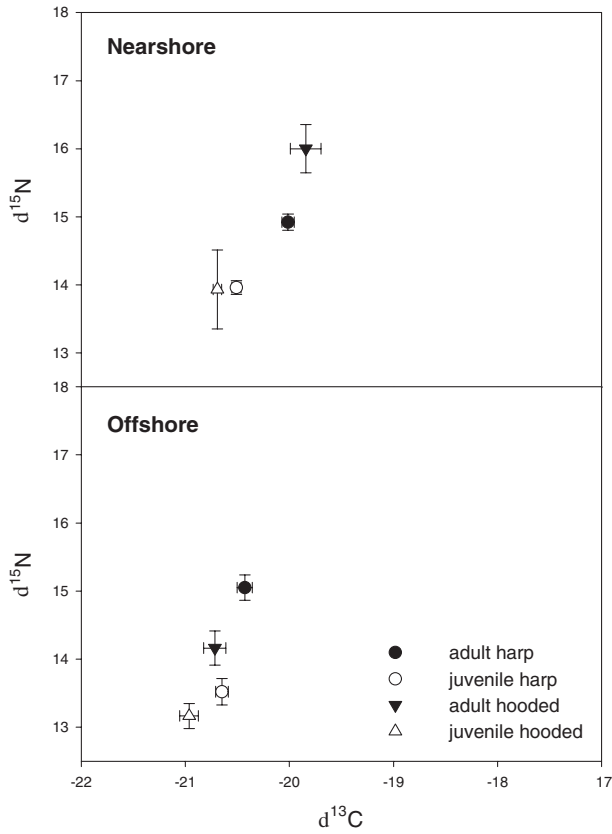 18
Nearshore
17
16
d¹⁵N
15
14
13
18
Offshore
17
16
d¹⁵N
15
14
13
adult harp
juvenile harp
adult hooded
juvenile hooded
-22 -21 -20 -19 -18 17
d¹³C